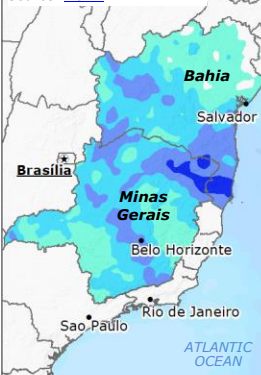 Bahia
Salvador
Brasília
Minas
Gerais
Belo Horizonte
Rio de Janeiro
Sao Paulo
ATLANTIC
OCEAN